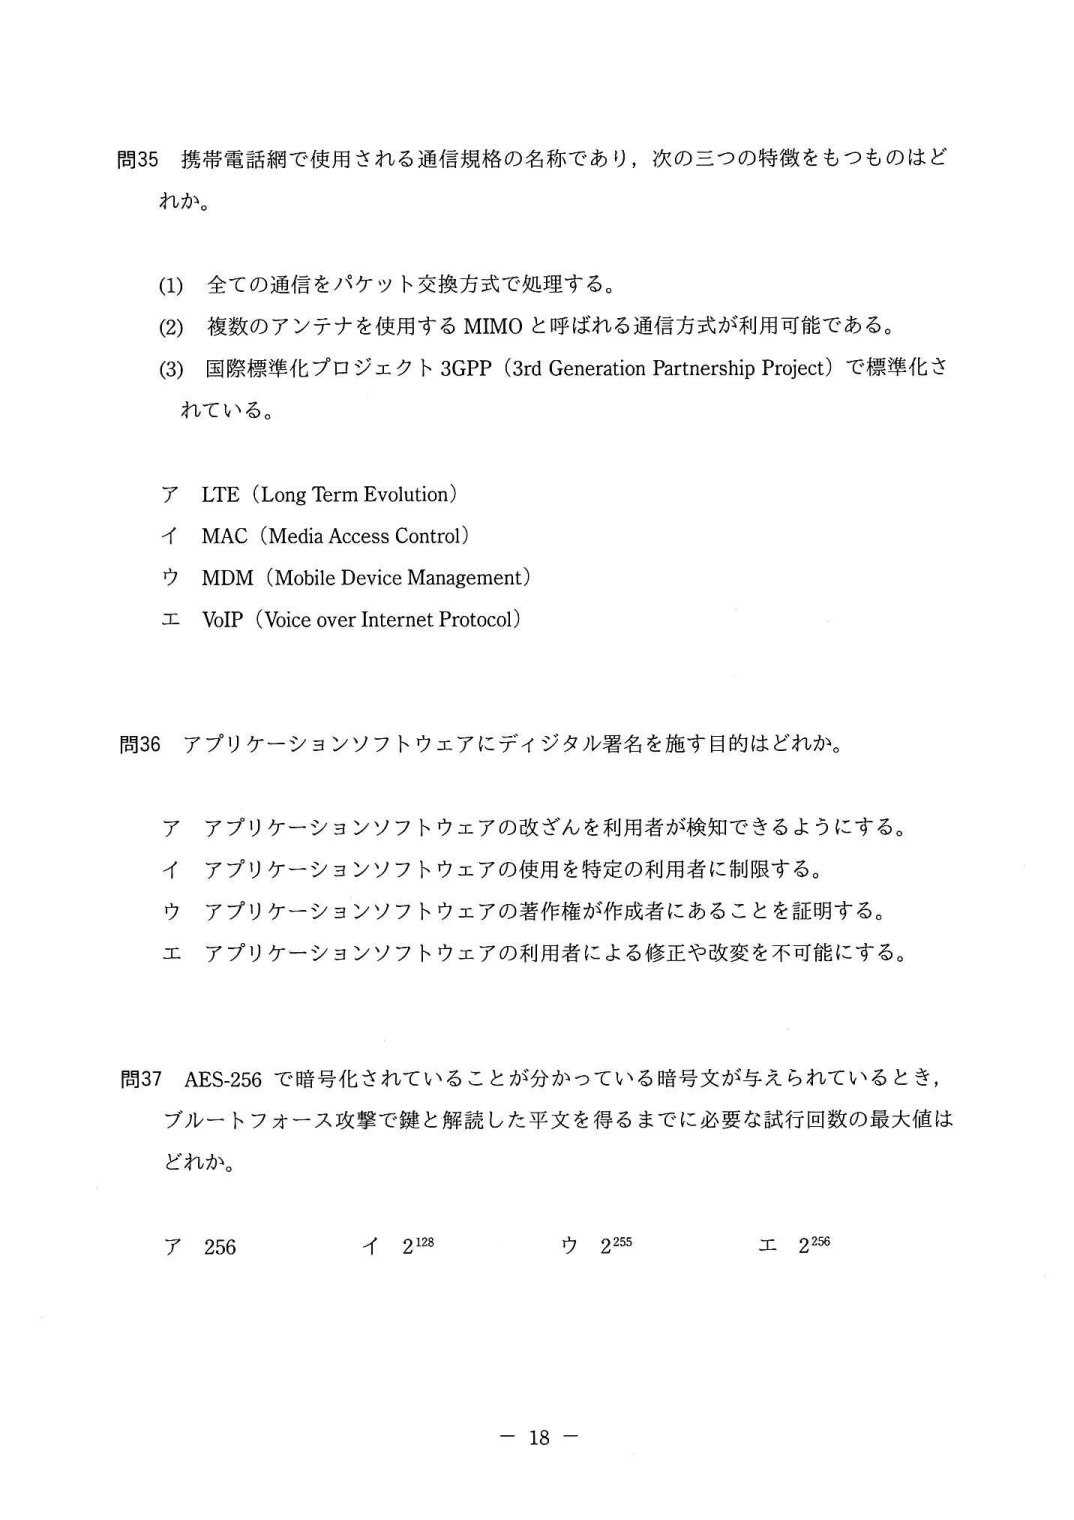 問35　携帯電話網で使用される通信規格の名称であり，次の三つの特徴をもつものはど
れか。
(1)　全ての通信をパケット交換方式で処理する。
(2)　複数のアンテナを使用する MIMO と呼ばれる通信方式が利用可能である。
(3)　国際標準化プロジェクト 3GPP（3rd Generation Partnership Project）で標準化さ
れている。
ア　LTE（Long Term Evolution）
イ　MAC（Media Access Control）
ウ　MDM（Mobile Device Management）
エ　VoIP（Voice over Internet Protocol）
問36　アプリケーションソフトウェアにディジタル署名を施す目的はどれか。
ア　アプリケーションソフトウェアの改ざんを利用者が検知できるようにする。
イ　アプリケーションソフトウェアの使用を特定の利用者に制限する。
ウ　アプリケーションソフトウェアの著作権が作成者にあることを証明する。
エ　アプリケーションソフトウェアの利用者による修正や改変を不可能にする。
問37　AES-256 で暗号化されていることが分かっている暗号文が与えられているとき，
ブルートフォース攻撃で鍵と解読した平文を得るまでに必要な試行回数の最大値は
どれか。
ア　256　イ　2¹²⁸　ウ　2²⁵⁵　エ　2²⁵⁶
－ 18 －